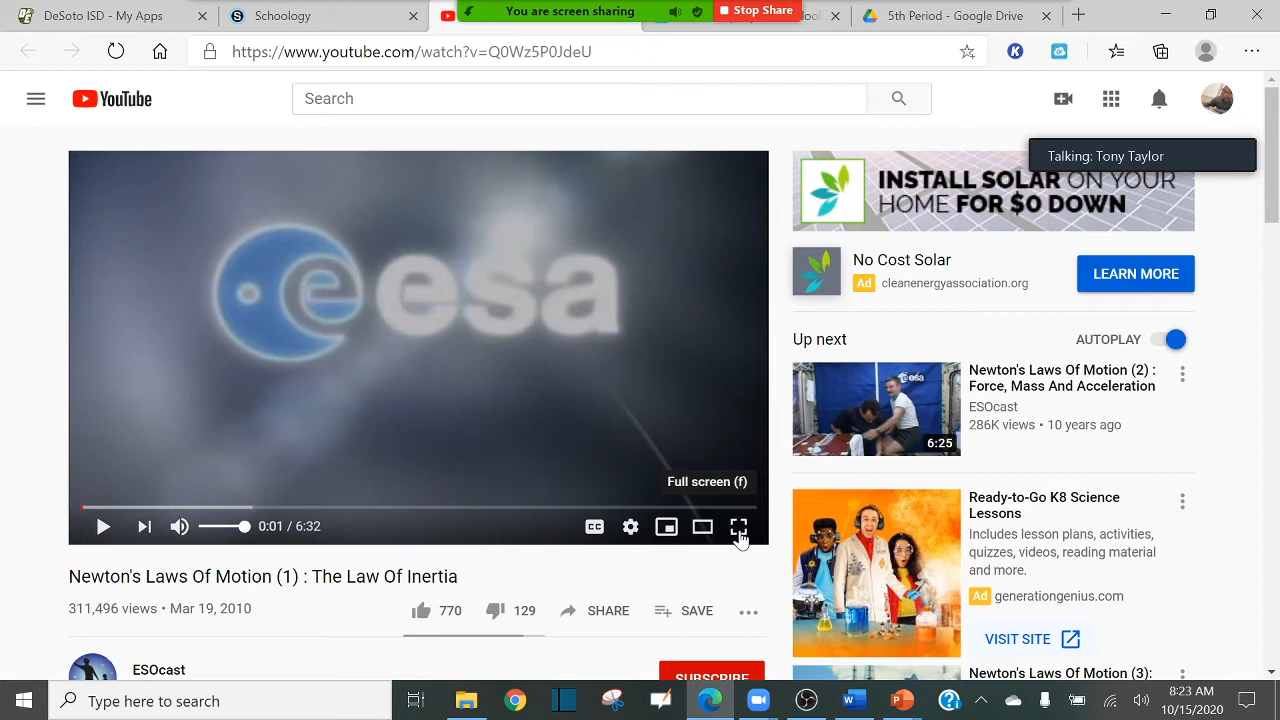 Desoto ISD - My Apps
Schoology
You are screen sharing
Stop Share
5th Period - Google Drive
https://www.youtube.com/watch?v=Q0Wz5P0JdeU
YouTube
Search
Talking: Tony Taylor
INSTALL SOLAR ON YOUR
HOME FOR $0 DOWN
No Cost Solar
Ad cleanenergyassociation.org
LEARN MORE
Up next
AUTOPLAY
Newton's Laws Of Motion (2) :
Force, Mass And Acceleration
ESOcast
286K views • 10 years ago
esa
6:25
e esa
Full screen (f)
0:01 / 6:32
CC
Ready-to-Go K8 Science
Lessons
Includes lesson plans, activities,
quizzes, videos, reading material
and more.
Ad generationgenius.com
VISIT SITE
Newton's Laws Of Motion (1) : The Law Of Inertia
311,496 views • Mar 19, 2010
770
129
SHARE
SAVE
ESOcast
SUBSCRIBE
Newton's Laws Of Motion (3):
Type here to search
8:23 AM
10/15/2020